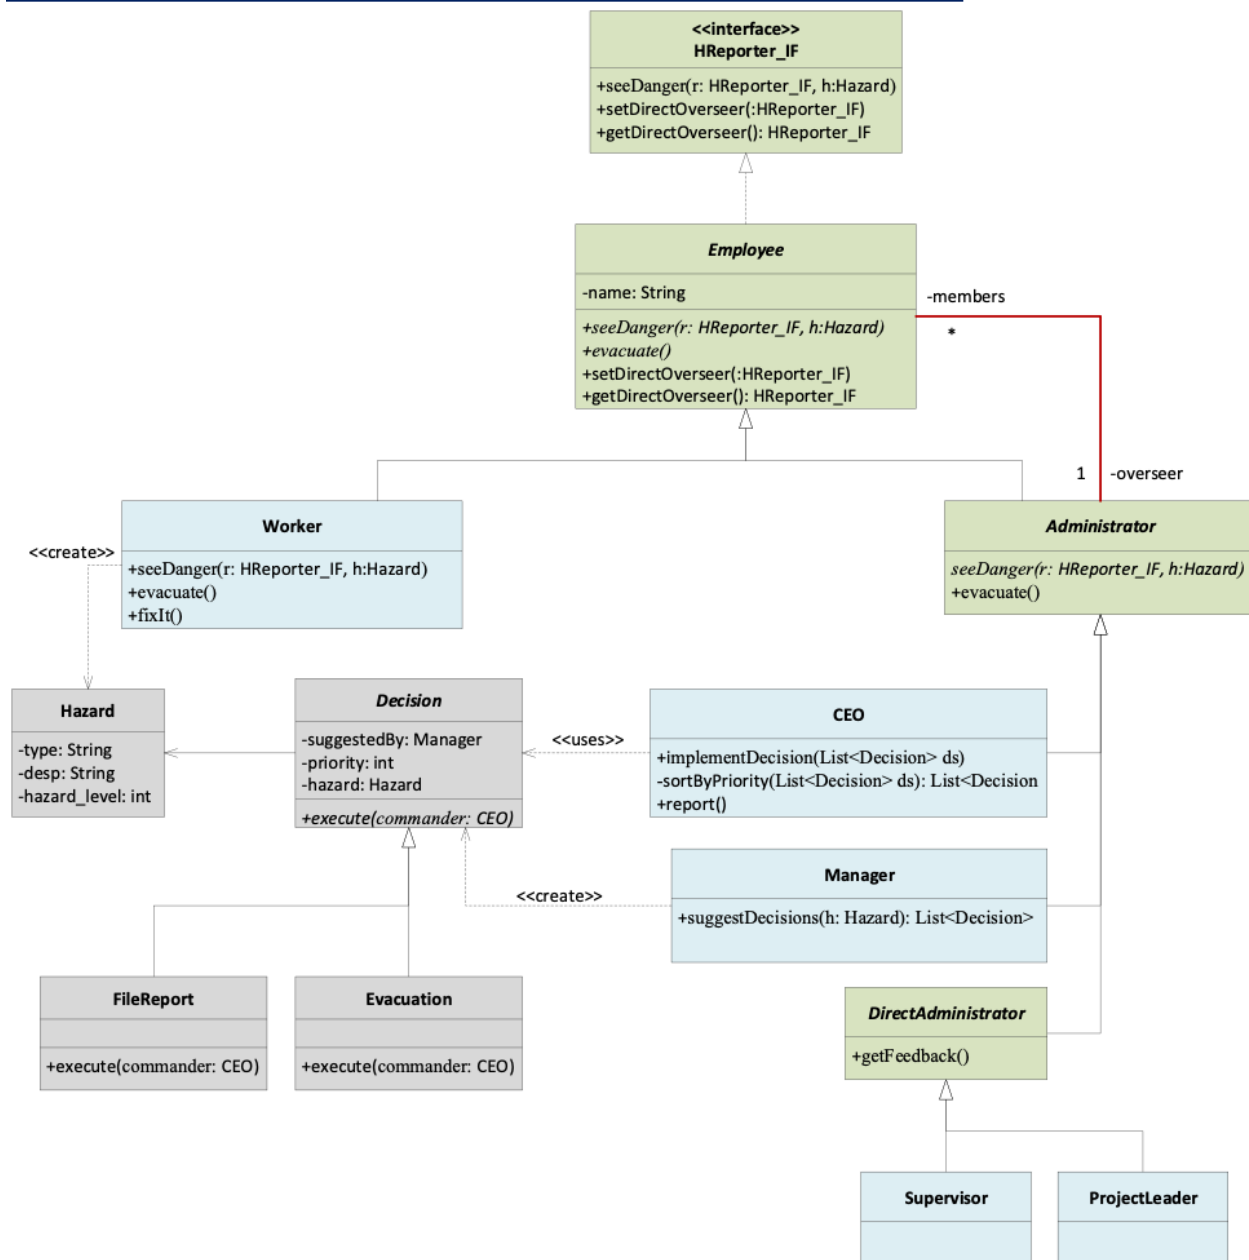 <<interface>>
HReporter_IF
+seeDanger(r: HReporter_IF, h:Hazard)
+setDirectOverseer(:HReporter_IF)
+getDirectOverseer(): HReporter_IF
Employee
-name: String
+seeDanger(r: HReporter_IF, h:Hazard)
+evacuate()
+setDirectOverseer(:HReporter_IF)
+getDirectOverseer(): HReporter_IF
-members
*
1
-overseer
Worker
+seeDanger(r: HReporter_IF, h:Hazard)
+evacuate()
+fixIt()
<<create>>
Administrator
seeDanger(r: HReporter_IF, h:Hazard)
+evacuate()
Hazard
-type: String
-desp: String
-hazard_level: int
Decision
-suggestedBy: Manager
-priority: int
-hazard: Hazard
+execute(commander: CEO)
<<uses>>
CEO
+implementDecision(List<Decision> ds)
-sortByPriority(List<Decision> ds): List<Decision
+report()
<<create>>
Manager
+suggestDecisions(h: Hazard): List<Decision>
FileReport
+execute(commander: CEO)
Evacuation
+execute(commander: CEO)
DirectAdministrator
+getFeedback()
Supervisor
ProjectLeader